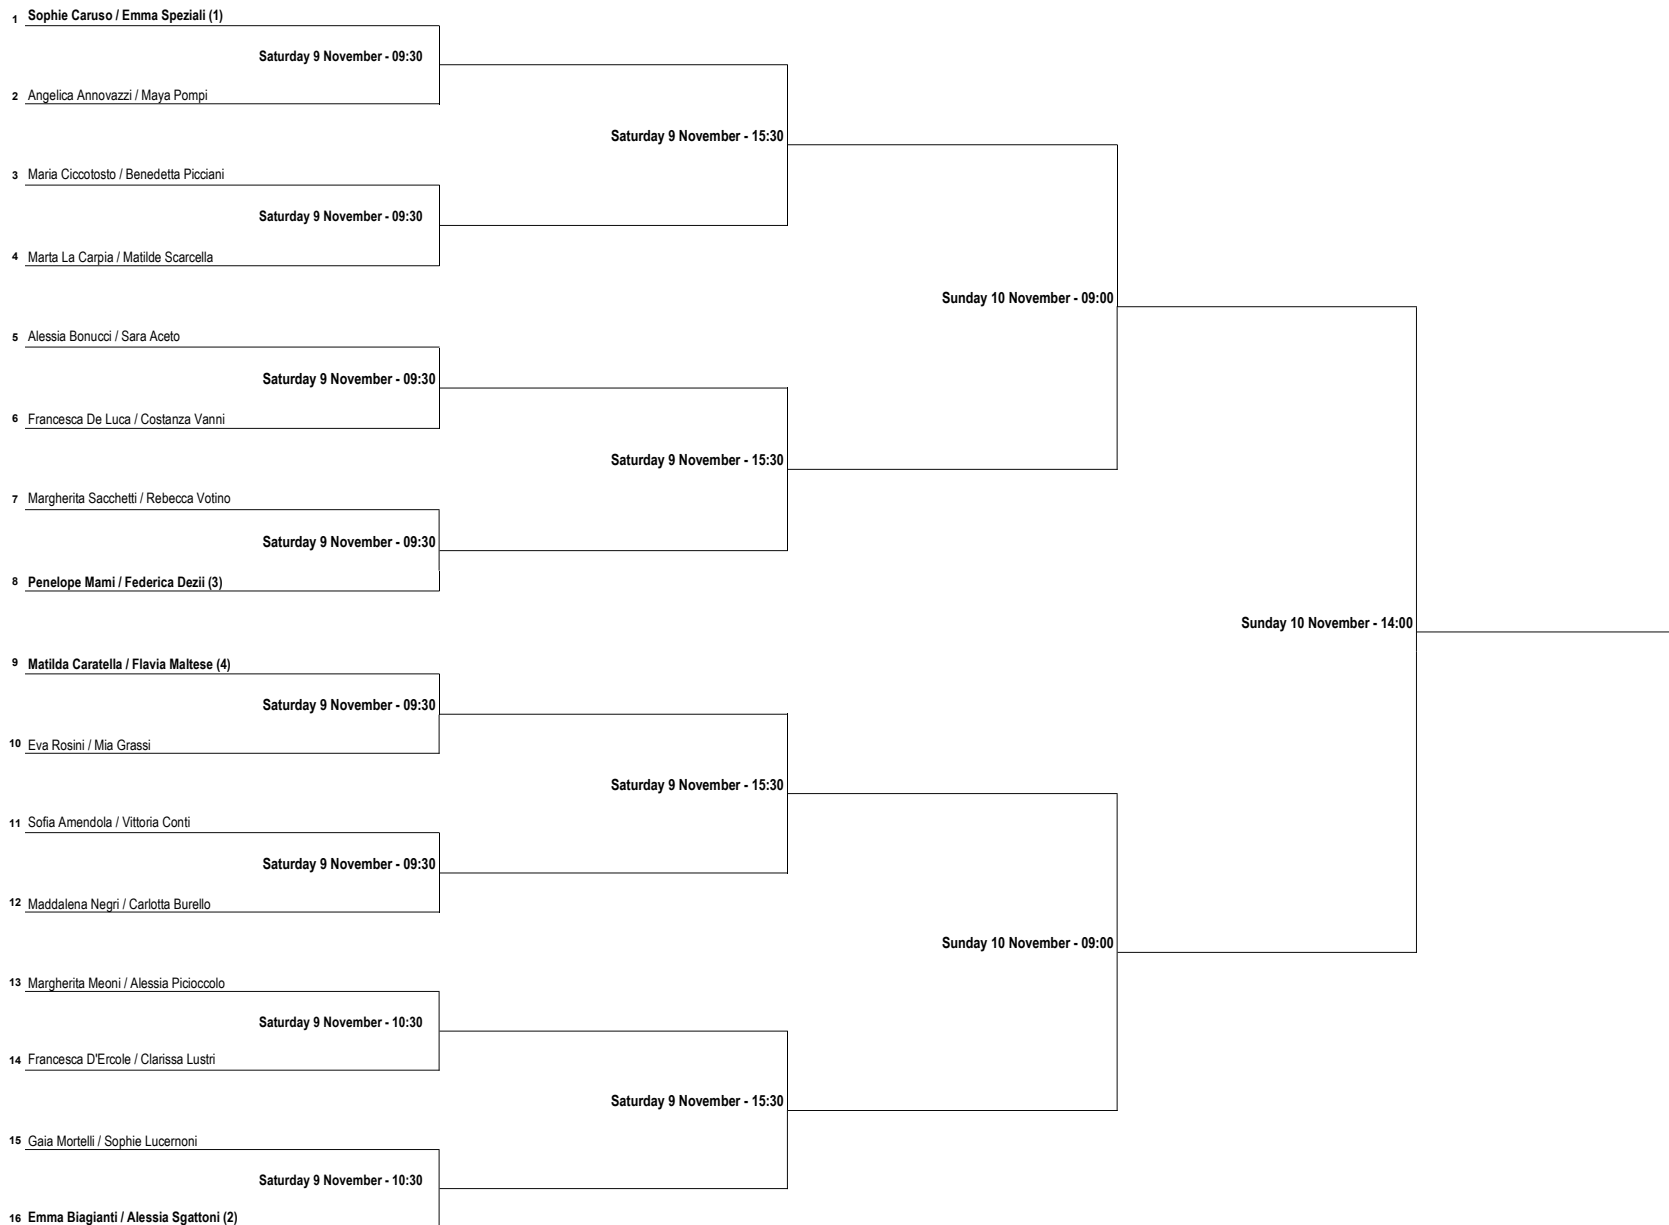 1 Sophie Caruso / Emma Speziali (1)
Saturday 9 November - 09:30
2 Angelica Annovazzi / Maya Pompi
Saturday 9 November - 15:30
3 Maria Ciccotosto / Benedetta Picciani
Saturday 9 November - 09:30
4 Marta La Carpia / Matilde Scarcella
Sunday 10 November - 09:00
5 Alessia Bonucci / Sara Aceto
Saturday 9 November - 09:30
6 Francesca De Luca / Costanza Vanni
Saturday 9 November - 15:30
7 Margherita Sacchetti / Rebecca Votino
Saturday 9 November - 09:30
8 Penelope Mami / Federica Dezii (3)
Sunday 10 November - 14:00
9 Matilda Caratella / Flavia Maltese (4)
Saturday 9 November - 09:30
10 Eva Rosini / Mia Grassi
Saturday 9 November - 15:30
11 Sofia Amendola / Vittoria Conti
Saturday 9 November - 09:30
12 Maddalena Negri / Carlotta Burello
Sunday 10 November - 09:00
13 Margherita Meoni / Alessia Picioccolo
Saturday 9 November - 10:30
14 Francesca D'Ercole / Clarissa Lustri
Saturday 9 November - 15:30
15 Gaia Mortelli / Sophie Lucernoni
Saturday 9 November - 10:30
16 Emma Biagianti / Alessia Sgattoni (2)